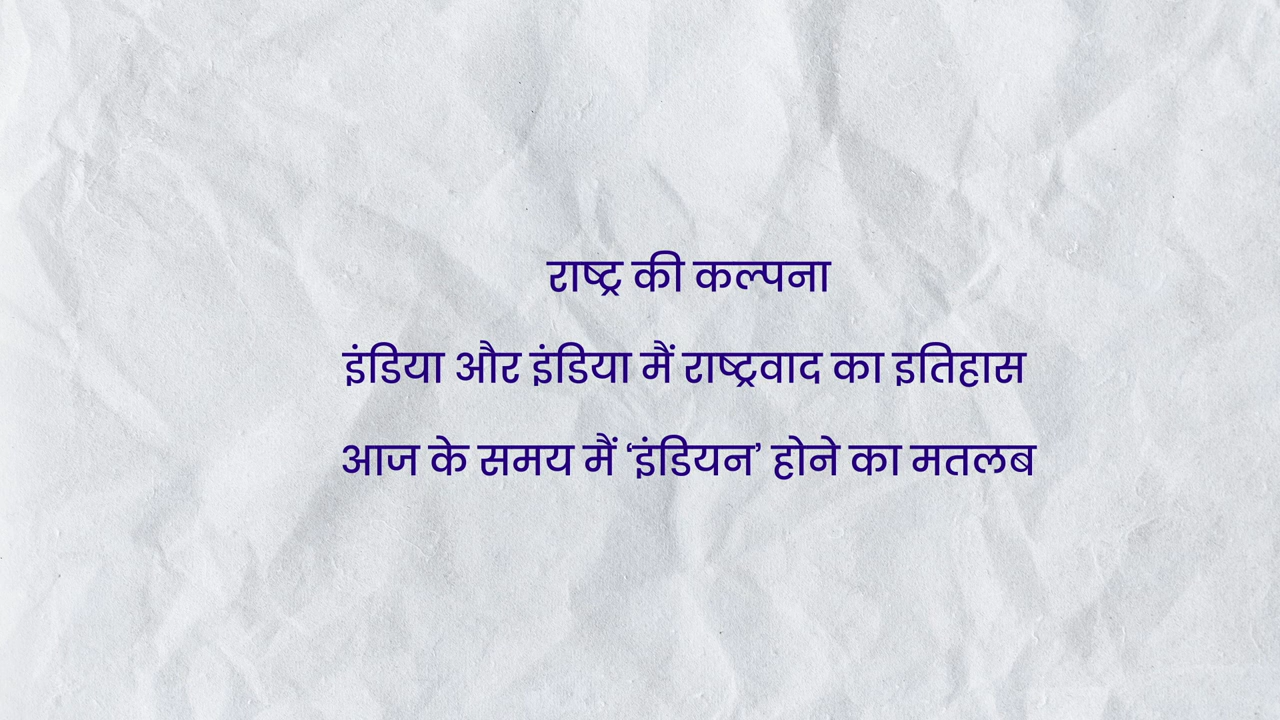 राष्ट्र की कल्पना
इंडिया और इंडिया मैं राष्ट्रवाद का इतिहास
आज के समय मैं ‘इंडियन’ होने का मतलब